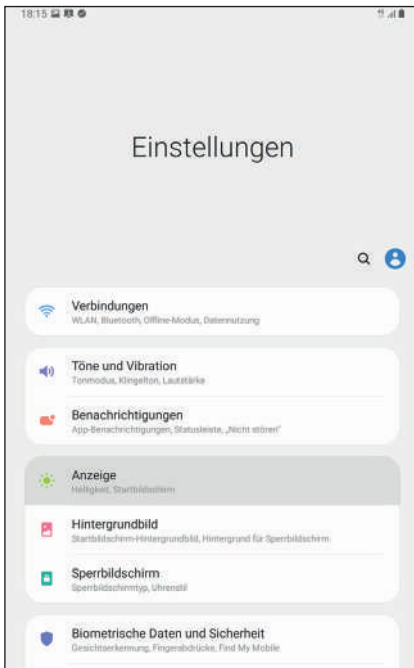 18:15
Einstellungen
Verbindungen
WLAN, Bluetooth, Offline-Modus, Datennutzung
Töne und Vibration
Tonmodus, Klingelton, Lautstärke
Benachrichtigungen
App-Benachrichtigungen, Statusleiste, „Nicht stören“
Anzeige
Helligkeit, Startbildschirm
Hintergrundbild
Startbildschirm-Hintergrundbild, Hintergrund für Sperrbildschirm
Sperrbildschirm
Sperrbildschirmtyp, Uhrenstil
Biometrische Daten und Sicherheit
Gesichtserkennung, Fingerabdrücke, Find My Mobile